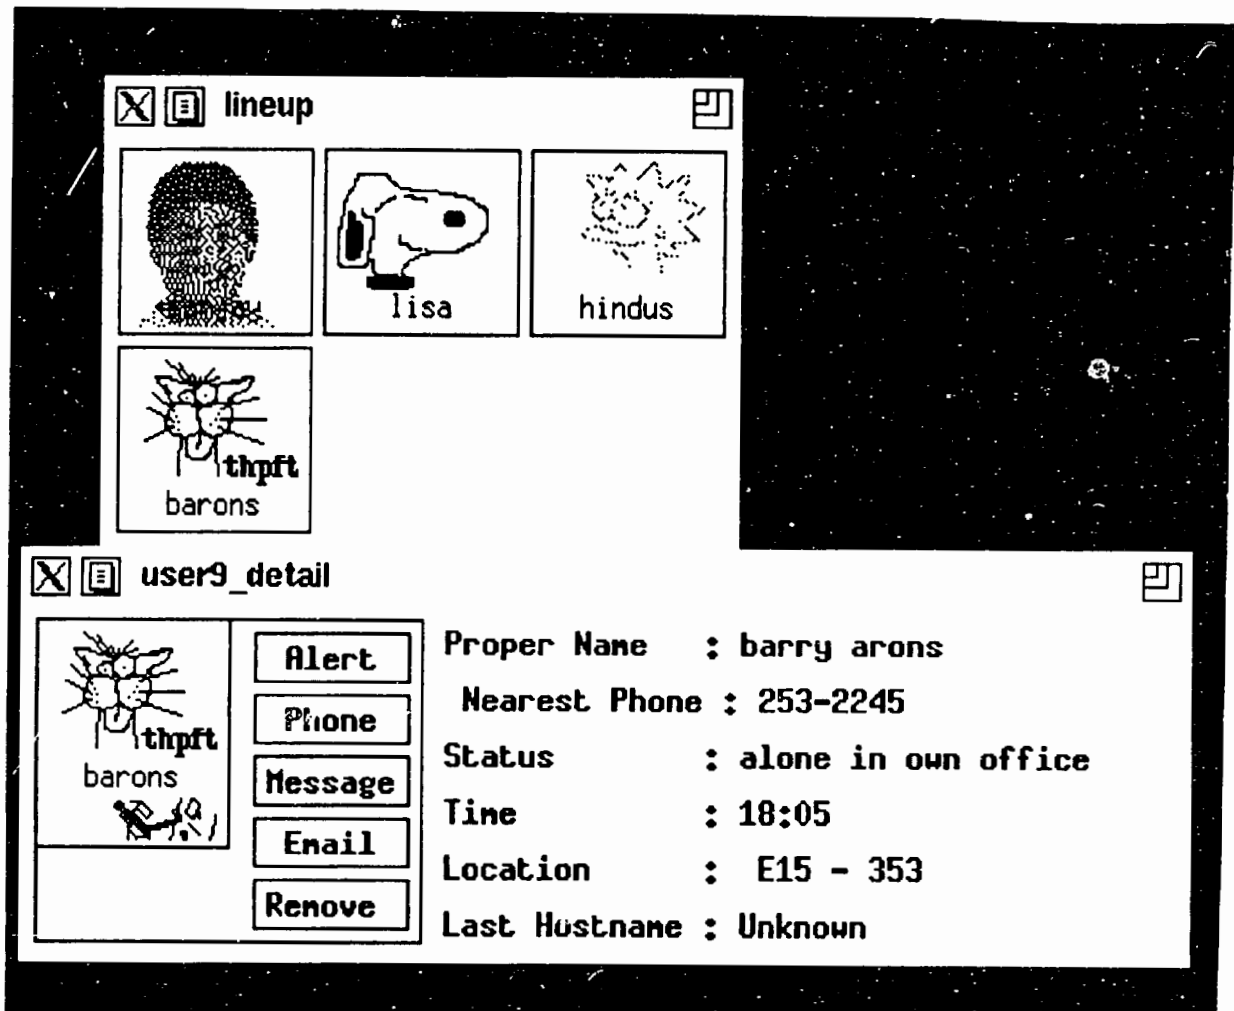 lineup
lisa
hindus
thpft
barons
user9_detail
thpft
barons
Alert
Phone
Message
Email
Remove
Proper Name : barry arons
Nearest Phone : 253-2245
Status : alone in own office
Time : 18:05
Location : E15 - 353
Last Hostname : Unknown